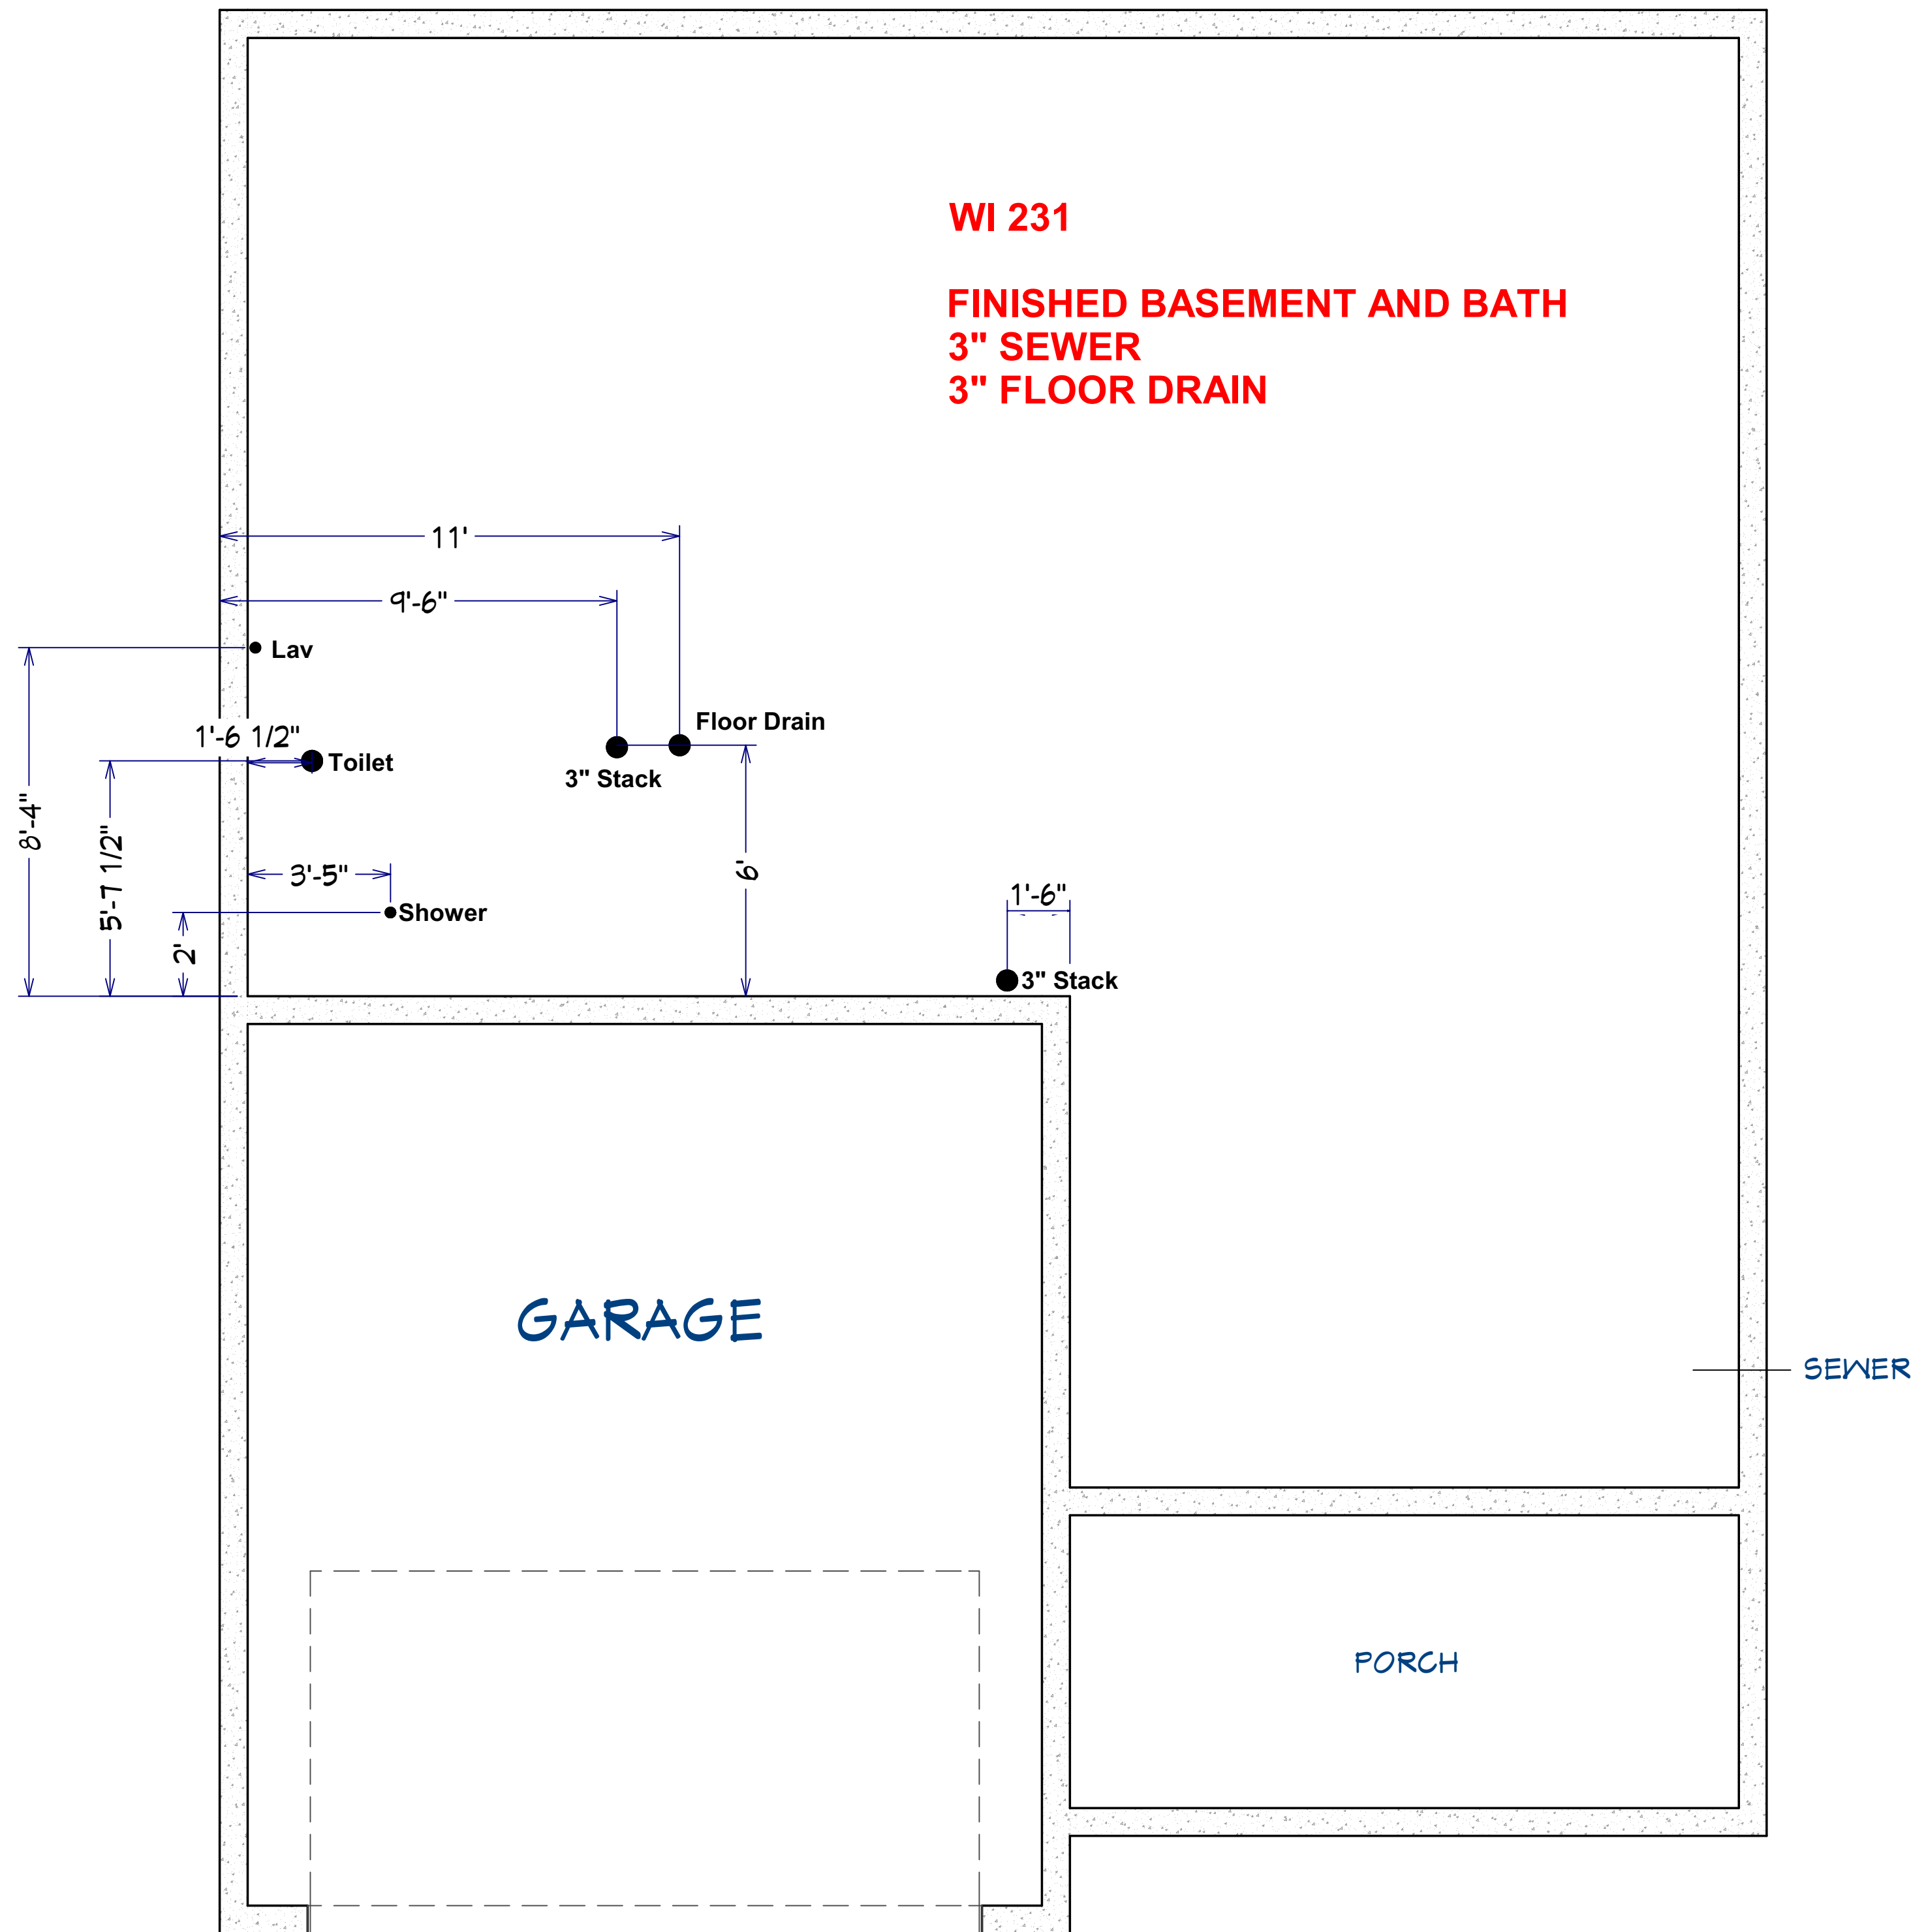 WI 231
FINISHED BASEMENT AND BATH
3" SEWER
3" FLOOR DRAIN
11'
9'-6"
Lav
Floor Drain
1'-6 1/2"
Toilet
3" Stack
8'-4"
5'-7 1/2"
6'
3'-5"
1'-6"
Shower
2'
3" Stack
GARAGE
SEWER
PORCH